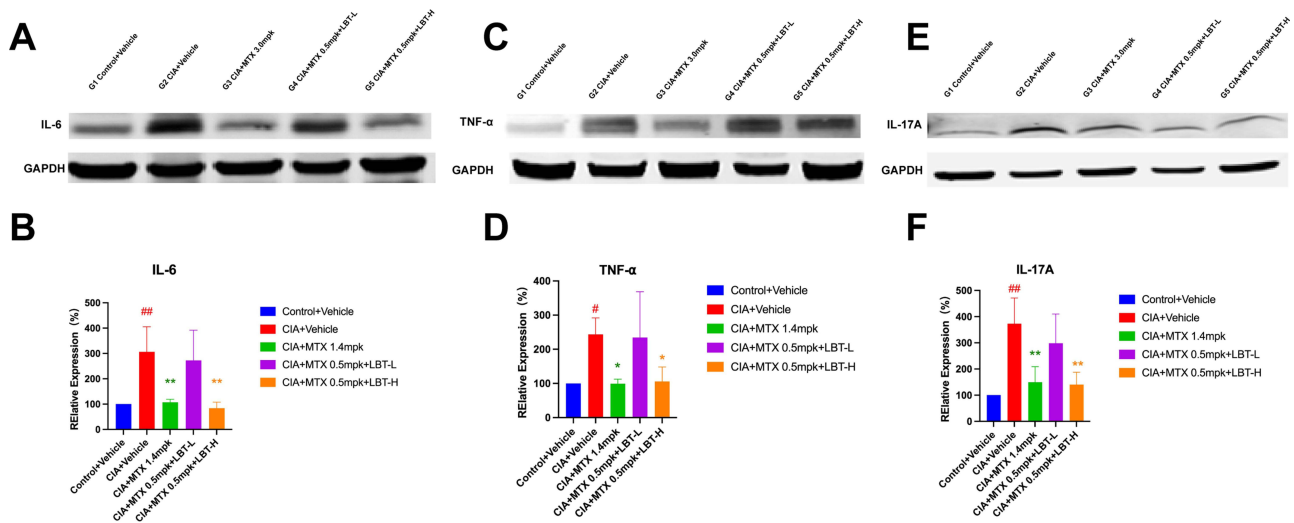 A
G1 Control+Vehicle
G2 CIA+Vehicle
G3 CIA+MTX 3.0mpk
G4 CIA+MTX 0.5mpk+LBT-L
G5 CIA+MTX 0.5mpk+LBT-H
IL-6
GAPDH
C
G1 Control+Vehicle
G2 CIA+Vehicle
G3 CIA+MTX 3.0mpk
G4 CIA+MTX 0.5mpk+LBT-L
G5 CIA+MTX 0.5mpk+LBT-H
TNF-α
GAPDH
E
G1 Control+Vehicle
G2 CIA+Vehicle
G3 CIA+MTX 3.0mpk
G4 CIA+MTX 0.5mpk+LBT-L
G5 CIA+MTX 0.5mpk+LBT-H
IL-17A
GAPDH
B
IL-6
RElative Expression (%)
500
400
300
200
100
0
##
**
**
Control+Vehicle
CIA+Vehicle
CIA+MTX 1.4mpk
CIA+MTX 0.5mpk+LBT-L
CIA+MTX 0.5mpk+LBT-H
Control+Vehicle
CIA+Vehicle
CIA+MTX 1.4mpk
CIA+MTX 0.5mpk+LBT-L
CIA+MTX 0.5mpk+LBT-H
D
TNF-α
RElative Expression (%)
400
300
200
100
0
#
*
*
Control+Vehicle
CIA+Vehicle
CIA+MTX 1.4mpk
CIA+MTX 0.5mpk+LBT-L
CIA+MTX 0.5mpk+LBT-H
Control+Vehicle
CIA+Vehicle
CIA+MTX 1.4mpk
CIA+MTX 0.5mpk+LBT-L
CIA+MTX 0.5mpk+LBT-H
F
IL-17A
RElative Expression (%)
500
400
300
200
100
0
##
**
**
Control+Vehicle
CIA+Vehicle
CIA+MTX 1.4mpk
CIA+MTX 0.5mpk+LBT-L
CIA+MTX 0.5mpk+LBT-H
Control+Vehicle
CIA+Vehicle
CIA+MTX 1.4mpk
CIA+MTX 0.5mpk+LBT-L
CIA+MTX 0.5mpk+LBT-H